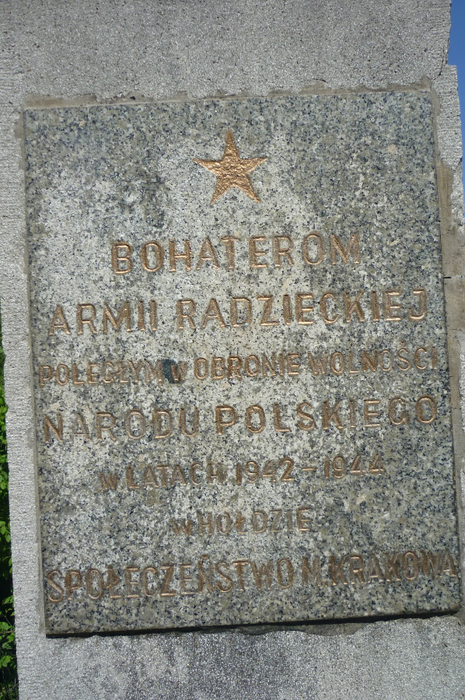 BOHATEROM
ARMII RADZIECKIEJ
POLEGŁYM W OBRONIE WOLNOŚCI
NARODU POLSKIEGO
W LATACH 1942-1944
W HOŁDZIE
SPOŁECZEŃSTWO M. KRAKOWA